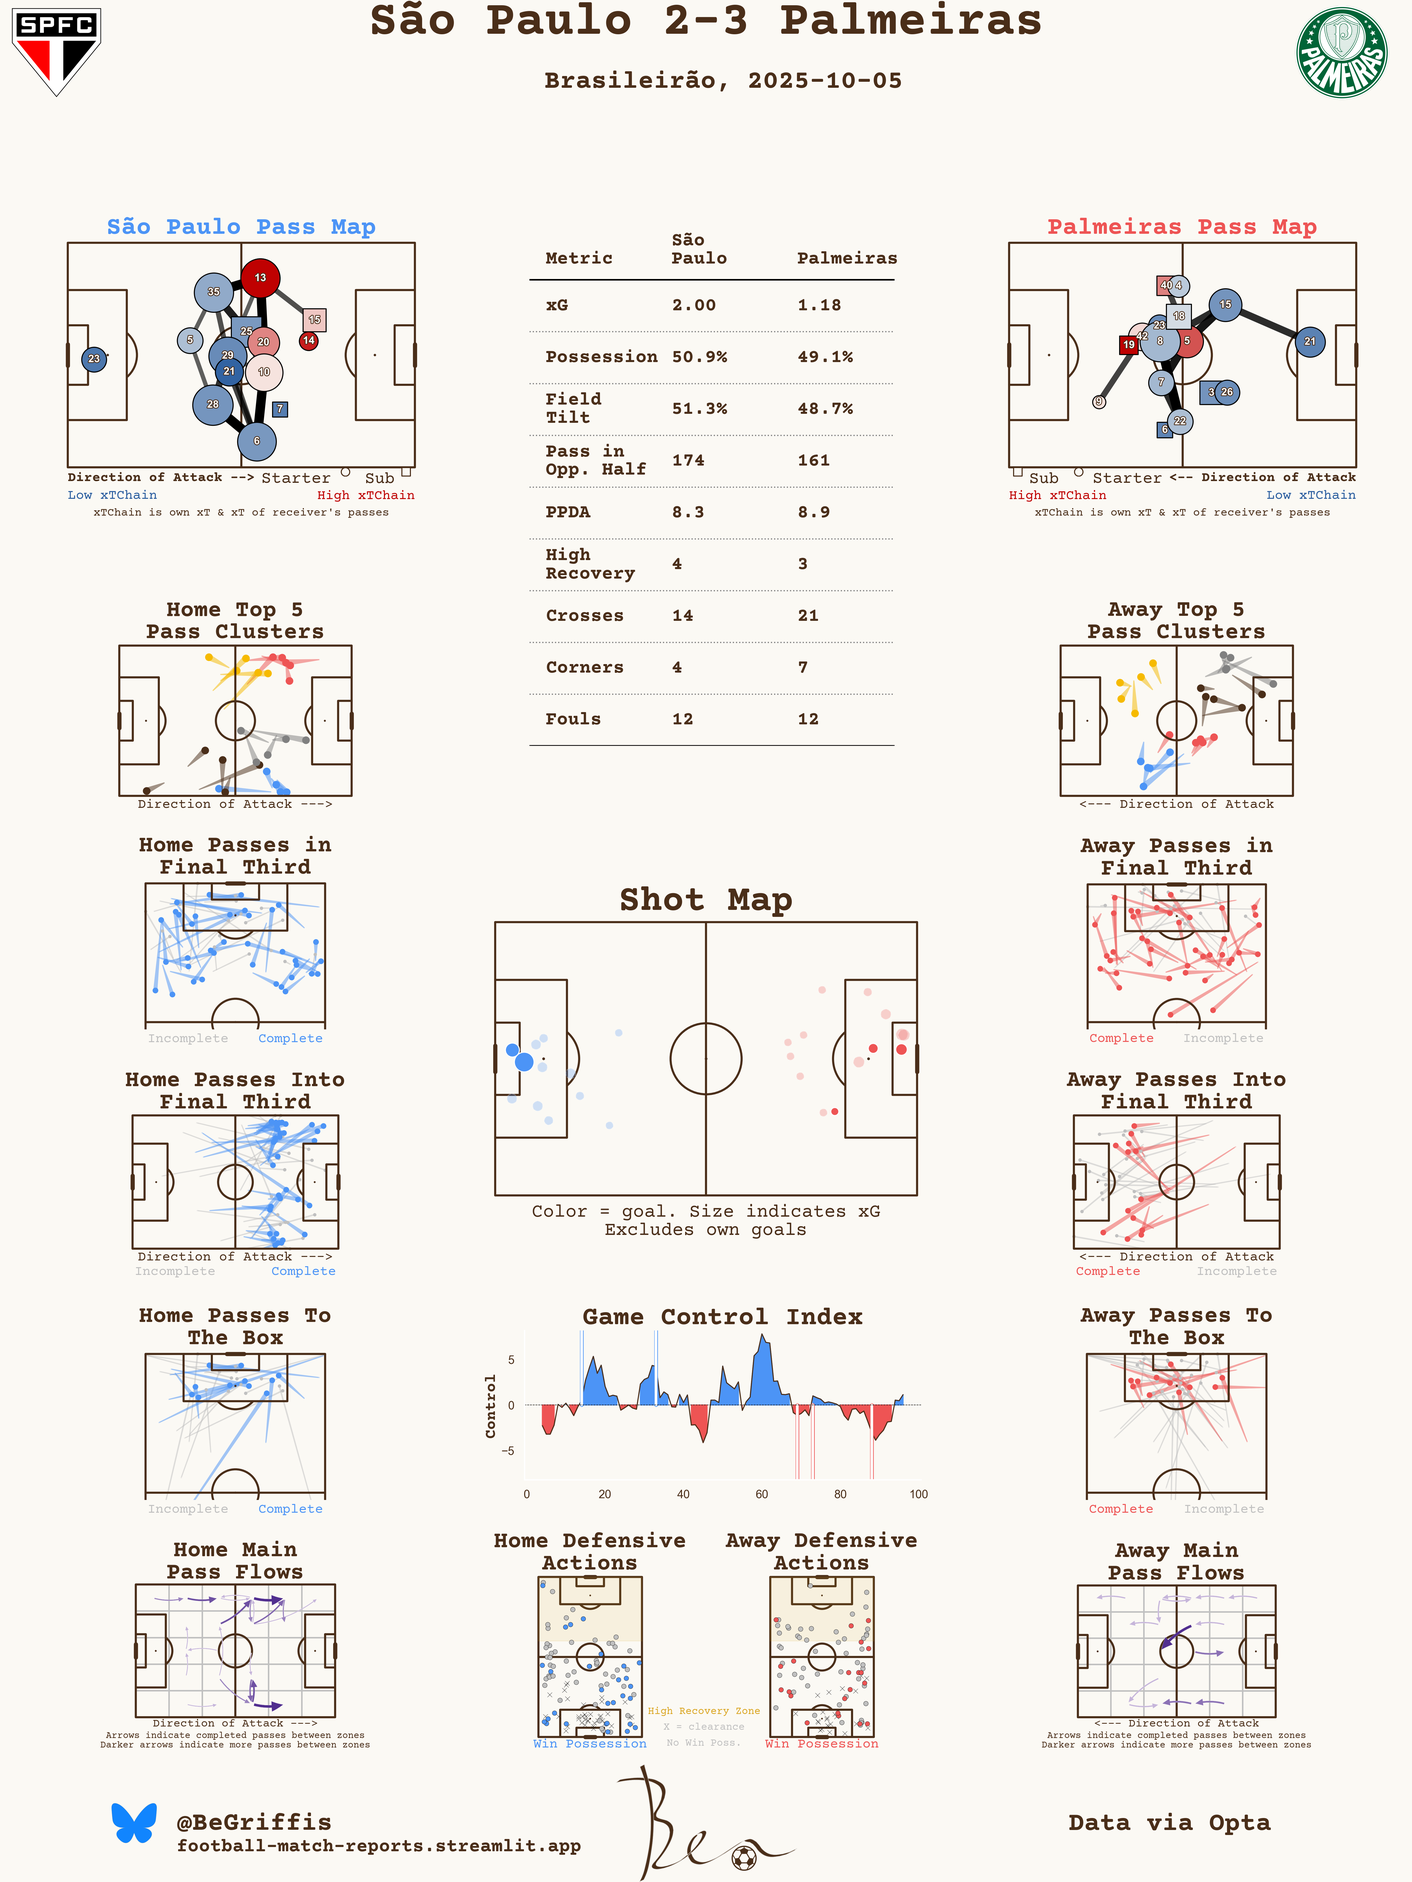 São Paulo 2-3 Palmeiras
Brasileirão, 2025-10-05
SPFC
PALMEIRAS
São Paulo Pass Map
13
35
15
25
5
20
14
29
23
21
10
28
7
6
Direction of Attack --> Starter Sub
Low xTChain High xTChain
xTChain is own xT & xT of receiver's passes
Metric São Paulo Palmeiras
xG 2.00 1.18
Possession 50.9% 49.1%
Field Tilt 51.3% 48.7%
Pass in Opp. Half 174 161
PPDA 8.3 8.9
High Recovery 4 3
Crosses 14 21
Corners 4 7
Fouls 12 12
Palmeiras Pass Map
40
4
15
18
23
42
19
8
5
21
7
3
26
9
22
6
Sub Starter <-- Direction of Attack
High xTChain Low xTChain
xTChain is own xT & xT of receiver's passes
Home Top 5
Pass Clusters
Direction of Attack --->
Away Top 5
Pass Clusters
<--- Direction of Attack
Home Passes in
Final Third
Incomplete Complete
Away Passes in
Final Third
Complete Incomplete
Shot Map
Color = goal. Size indicates xG
Excludes own goals
Home Passes Into
Final Third
Direction of Attack --->
Incomplete Complete
Away Passes Into
Final Third
<--- Direction of Attack
Complete Incomplete
Home Passes To
The Box
Incomplete Complete
Game Control Index
Control
5
0
−5
0 20 40 60 80 100
Away Passes To
The Box
Complete Incomplete
Home Main
Pass Flows
Direction of Attack --->
Arrows indicate completed passes between zones
Darker arrows indicate more passes between zones
Home Defensive
Actions
Win Possession
High Recovery Zone
X = clearance
No Win Poss.
Away Defensive
Actions
Win Possession
Away Main
Pass Flows
<--- Direction of Attack
Arrows indicate completed passes between zones
Darker arrows indicate more passes between zones
@BeGriffis
football-match-reports.streamlit.app
Ben
Data via Opta